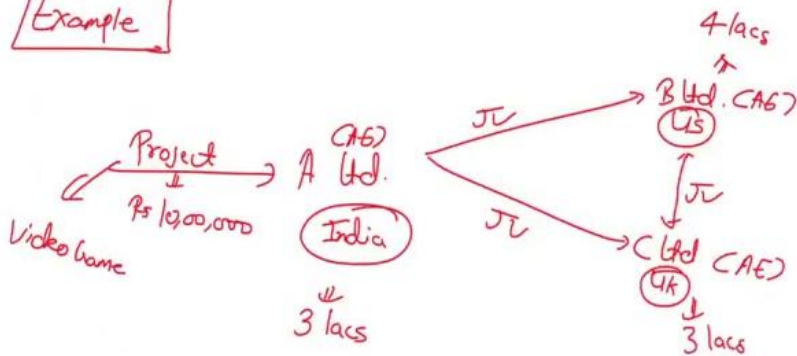 Example
4 lacs
B Ltd. (AE)
US
JV
(AE)
Project
A Ltd.
Rs 10,00,000
India
Video Game
JV
JV
C Ltd (AE)
UK
3 lacs
3 lacs